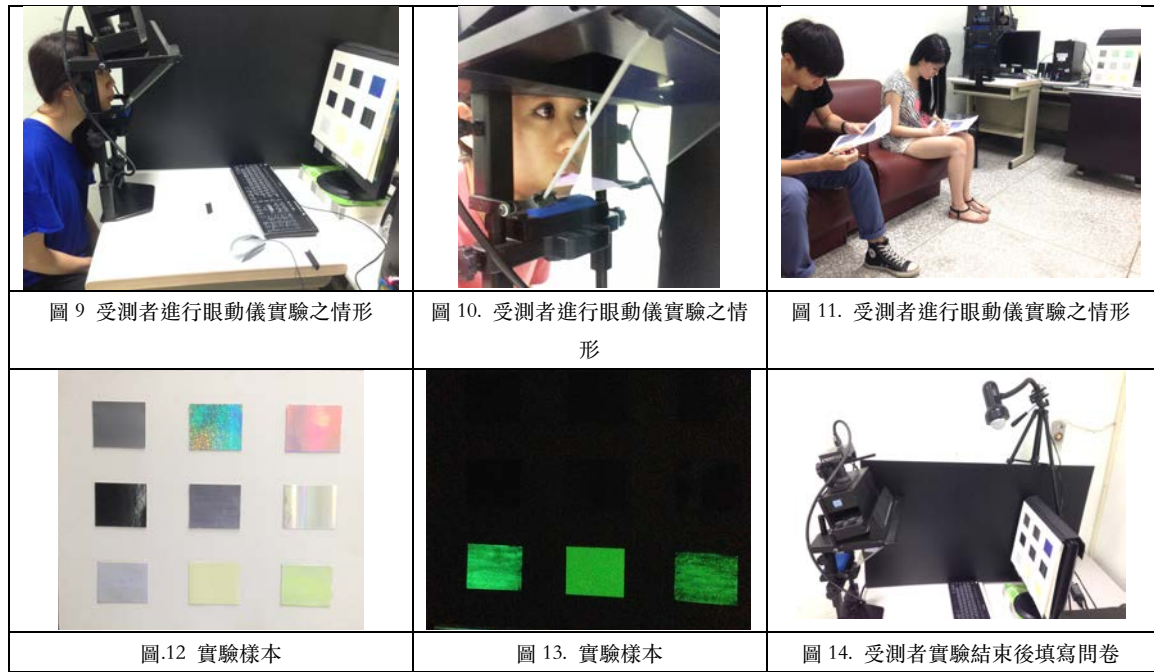 圖 9 受測者進行眼動儀實驗之情形
圖 10. 受測者進行眼動儀實驗之情
形
圖 11. 受測者進行眼動儀實驗之情形
圖.12 實驗樣本
圖 13. 實驗樣本
圖 14. 受測者實驗結束後填寫問卷